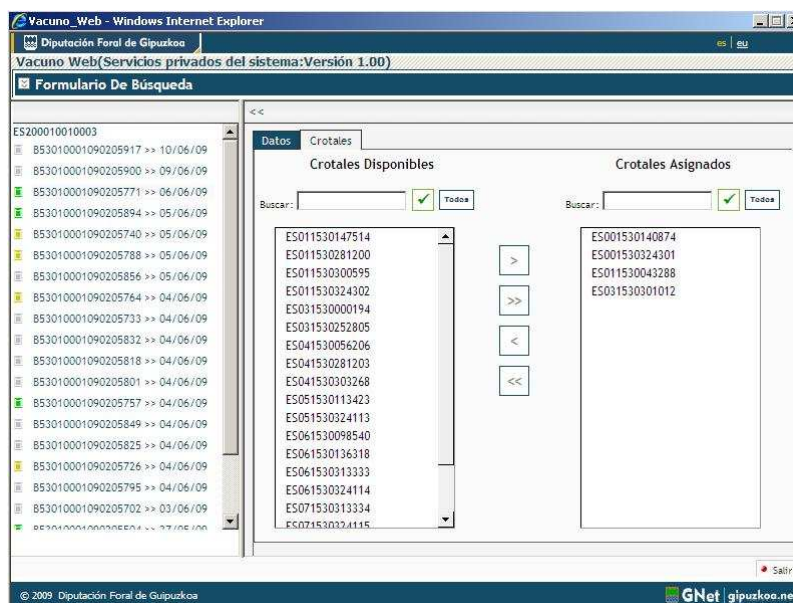 Vacuno_Web - Windows Internet Explorer
Diputación Foral de Gipuzkoa
es | eu
Vacuno Web(Servicios privados del sistema:Versión 1.00)
Formulario De Búsqueda
<<
ES200010010003
B53010001090205917 >> 10/06/09
B53010001090205900 >> 09/06/09
B53010001090205771 >> 06/06/09
B53010001090205894 >> 05/06/09
B53010001090205740 >> 05/06/09
B53010001090205788 >> 05/06/09
B53010001090205856 >> 05/06/09
B53010001090205764 >> 04/06/09
B53010001090205733 >> 04/06/09
B53010001090205832 >> 04/06/09
B53010001090205818 >> 04/06/09
B53010001090205801 >> 04/06/09
B53010001090205757 >> 04/06/09
B53010001090205849 >> 04/06/09
B53010001090205825 >> 04/06/09
B53010001090205726 >> 04/06/09
B53010001090205795 >> 04/06/09
B53010001090205702 >> 03/06/09
B53010001090205504 >> 27/05/09
Datos
Crotales
Crotales Disponibles
Buscar:
Todos
ES011530147514
ES011530281200
ES011530300595
ES011530324302
ES031530000194
ES031530252805
ES041530056206
ES041530281203
ES041530303268
ES051530113423
ES051530324113
ES061530098540
ES061530136318
ES061530313333
ES061530324114
ES071530313334
ES071530324115
>
>>
<
<<
Crotales Asignados
Buscar:
Todos
ES001530140874
ES001530324301
ES011530043288
ES031530301012
Salir
© 2009 Diputación Foral de Guipuzkoa
GNet | gipuzkoa.ne